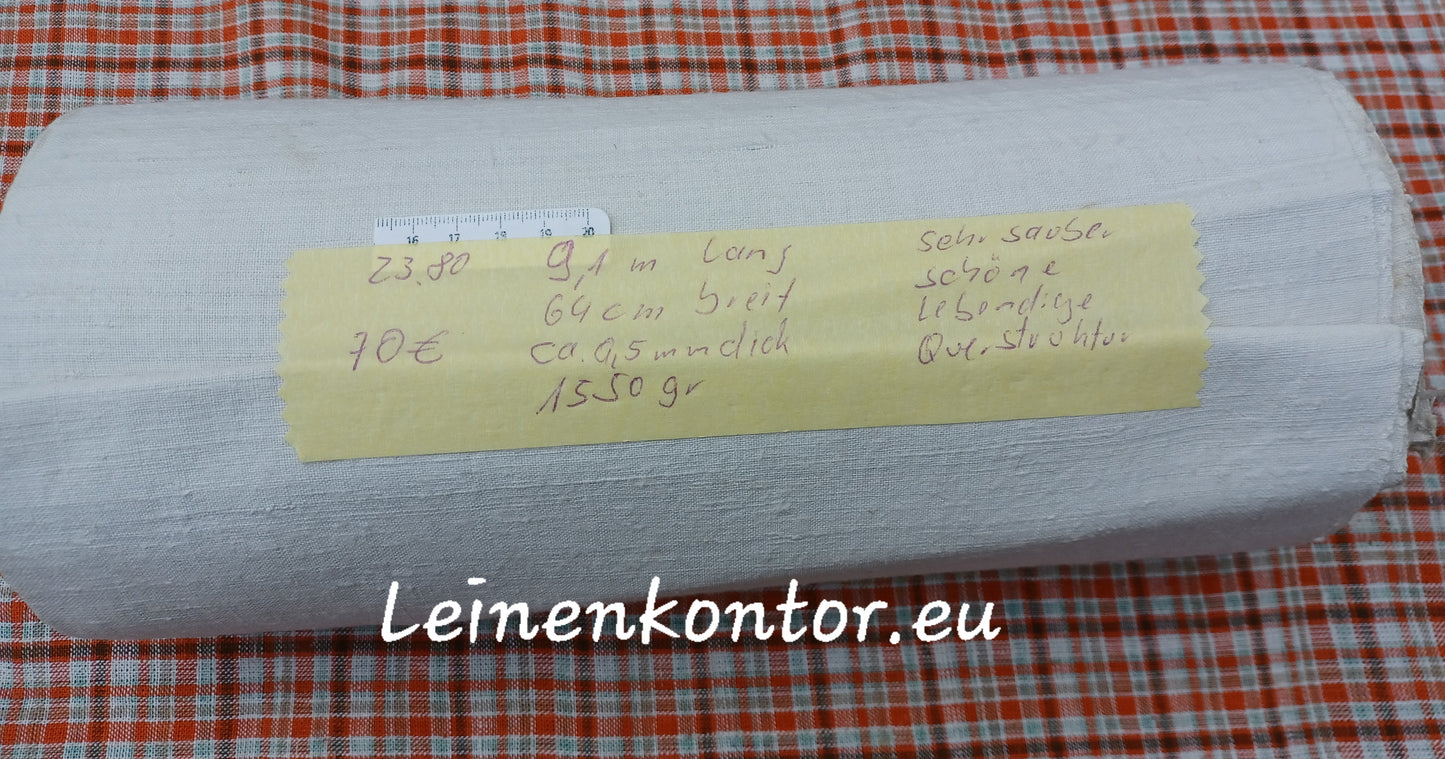 16 17 18 19 20
23.80
70€
9,1 m lang
64 cm breit
ca. 0,5 mm dick
1550 gr
sehr sauber
schöne
lebendige
Querstruktur
Leinenkontor.eu